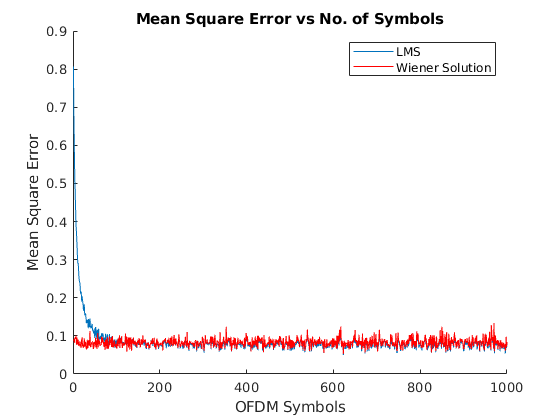 Mean Square Error vs No. of Symbols
0.9
0.8
0.7
0.6
0.5
0.4
0.3
0.2
0.1
0
Mean Square Error
LMS
Wiener Solution
0 200 400 600 800 1000
OFDM Symbols